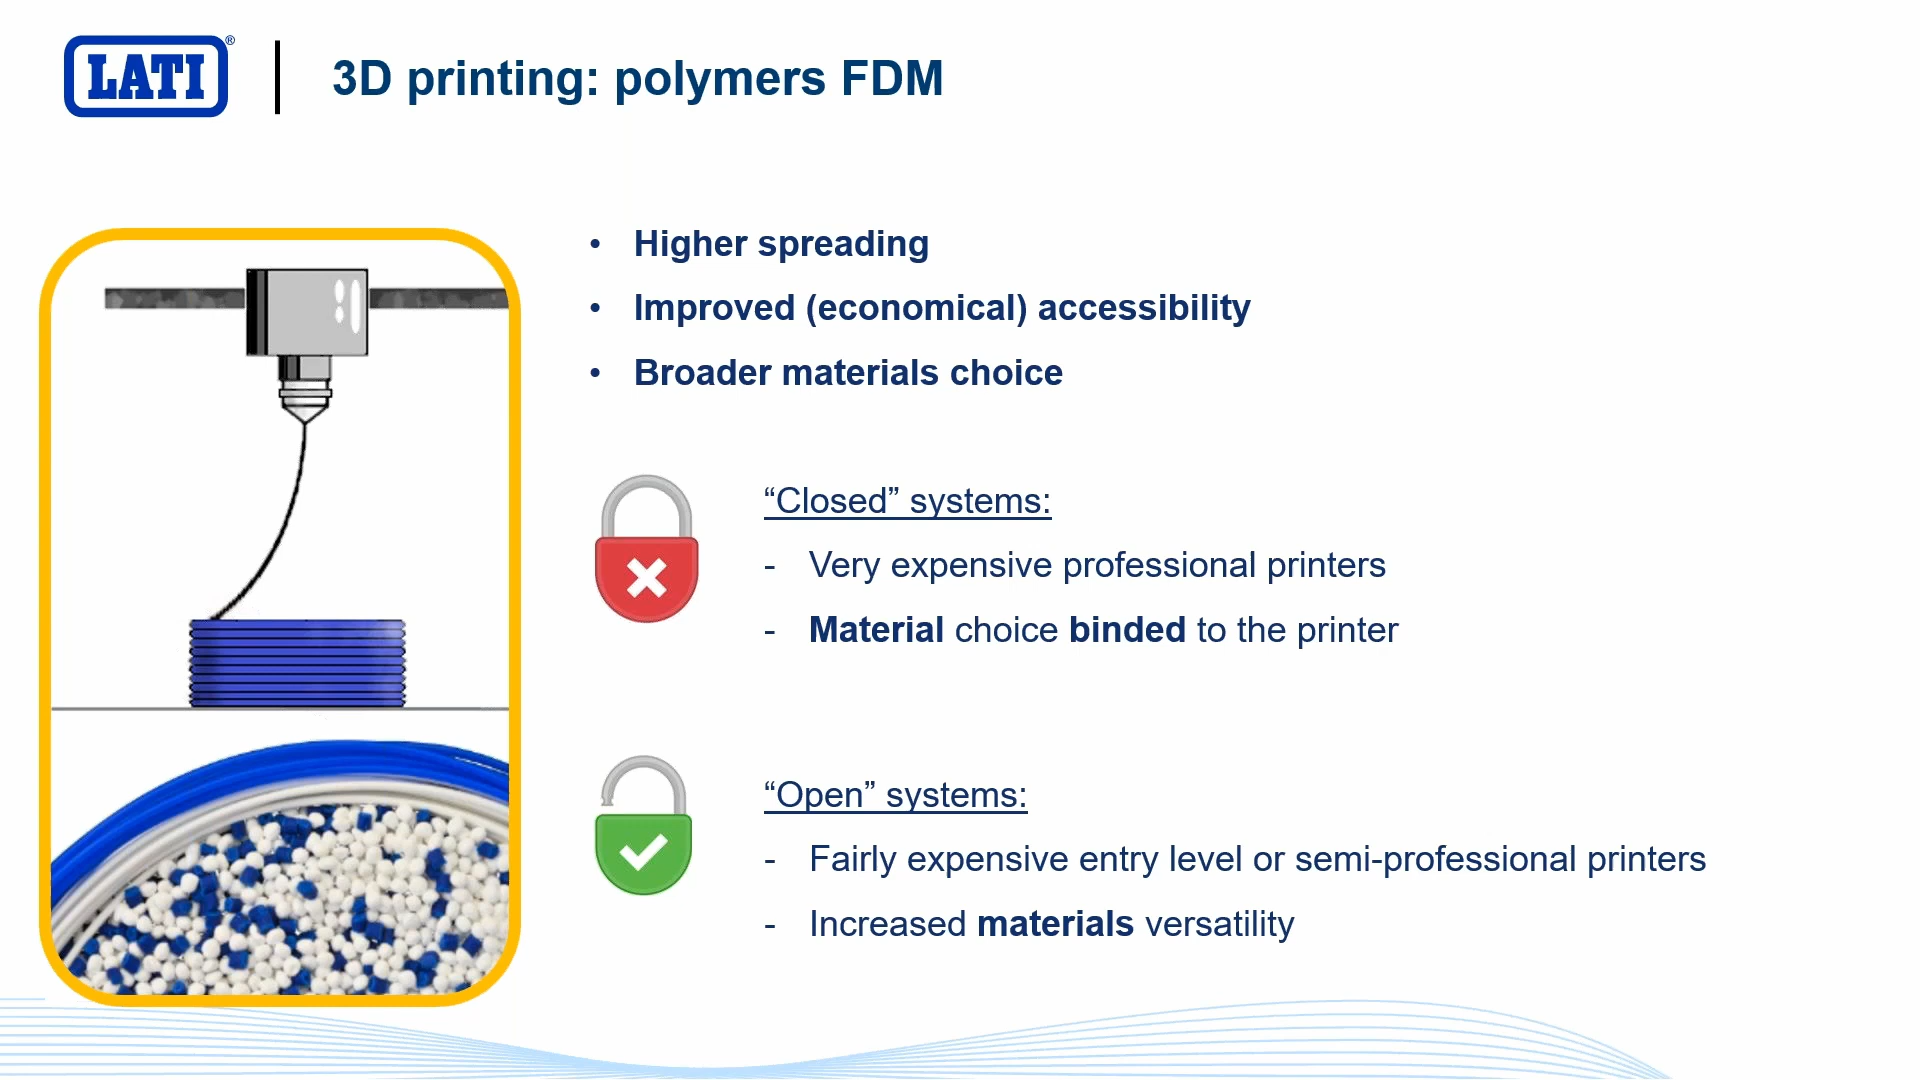 LATI®
3D printing: polymers FDM
• Higher spreading
• Improved (economical) accessibility
• Broader materials choice
“Closed” systems:
- Very expensive professional printers
- Material choice binded to the printer
“Open” systems:
- Fairly expensive entry level or semi-professional printers
- Increased materials versatility